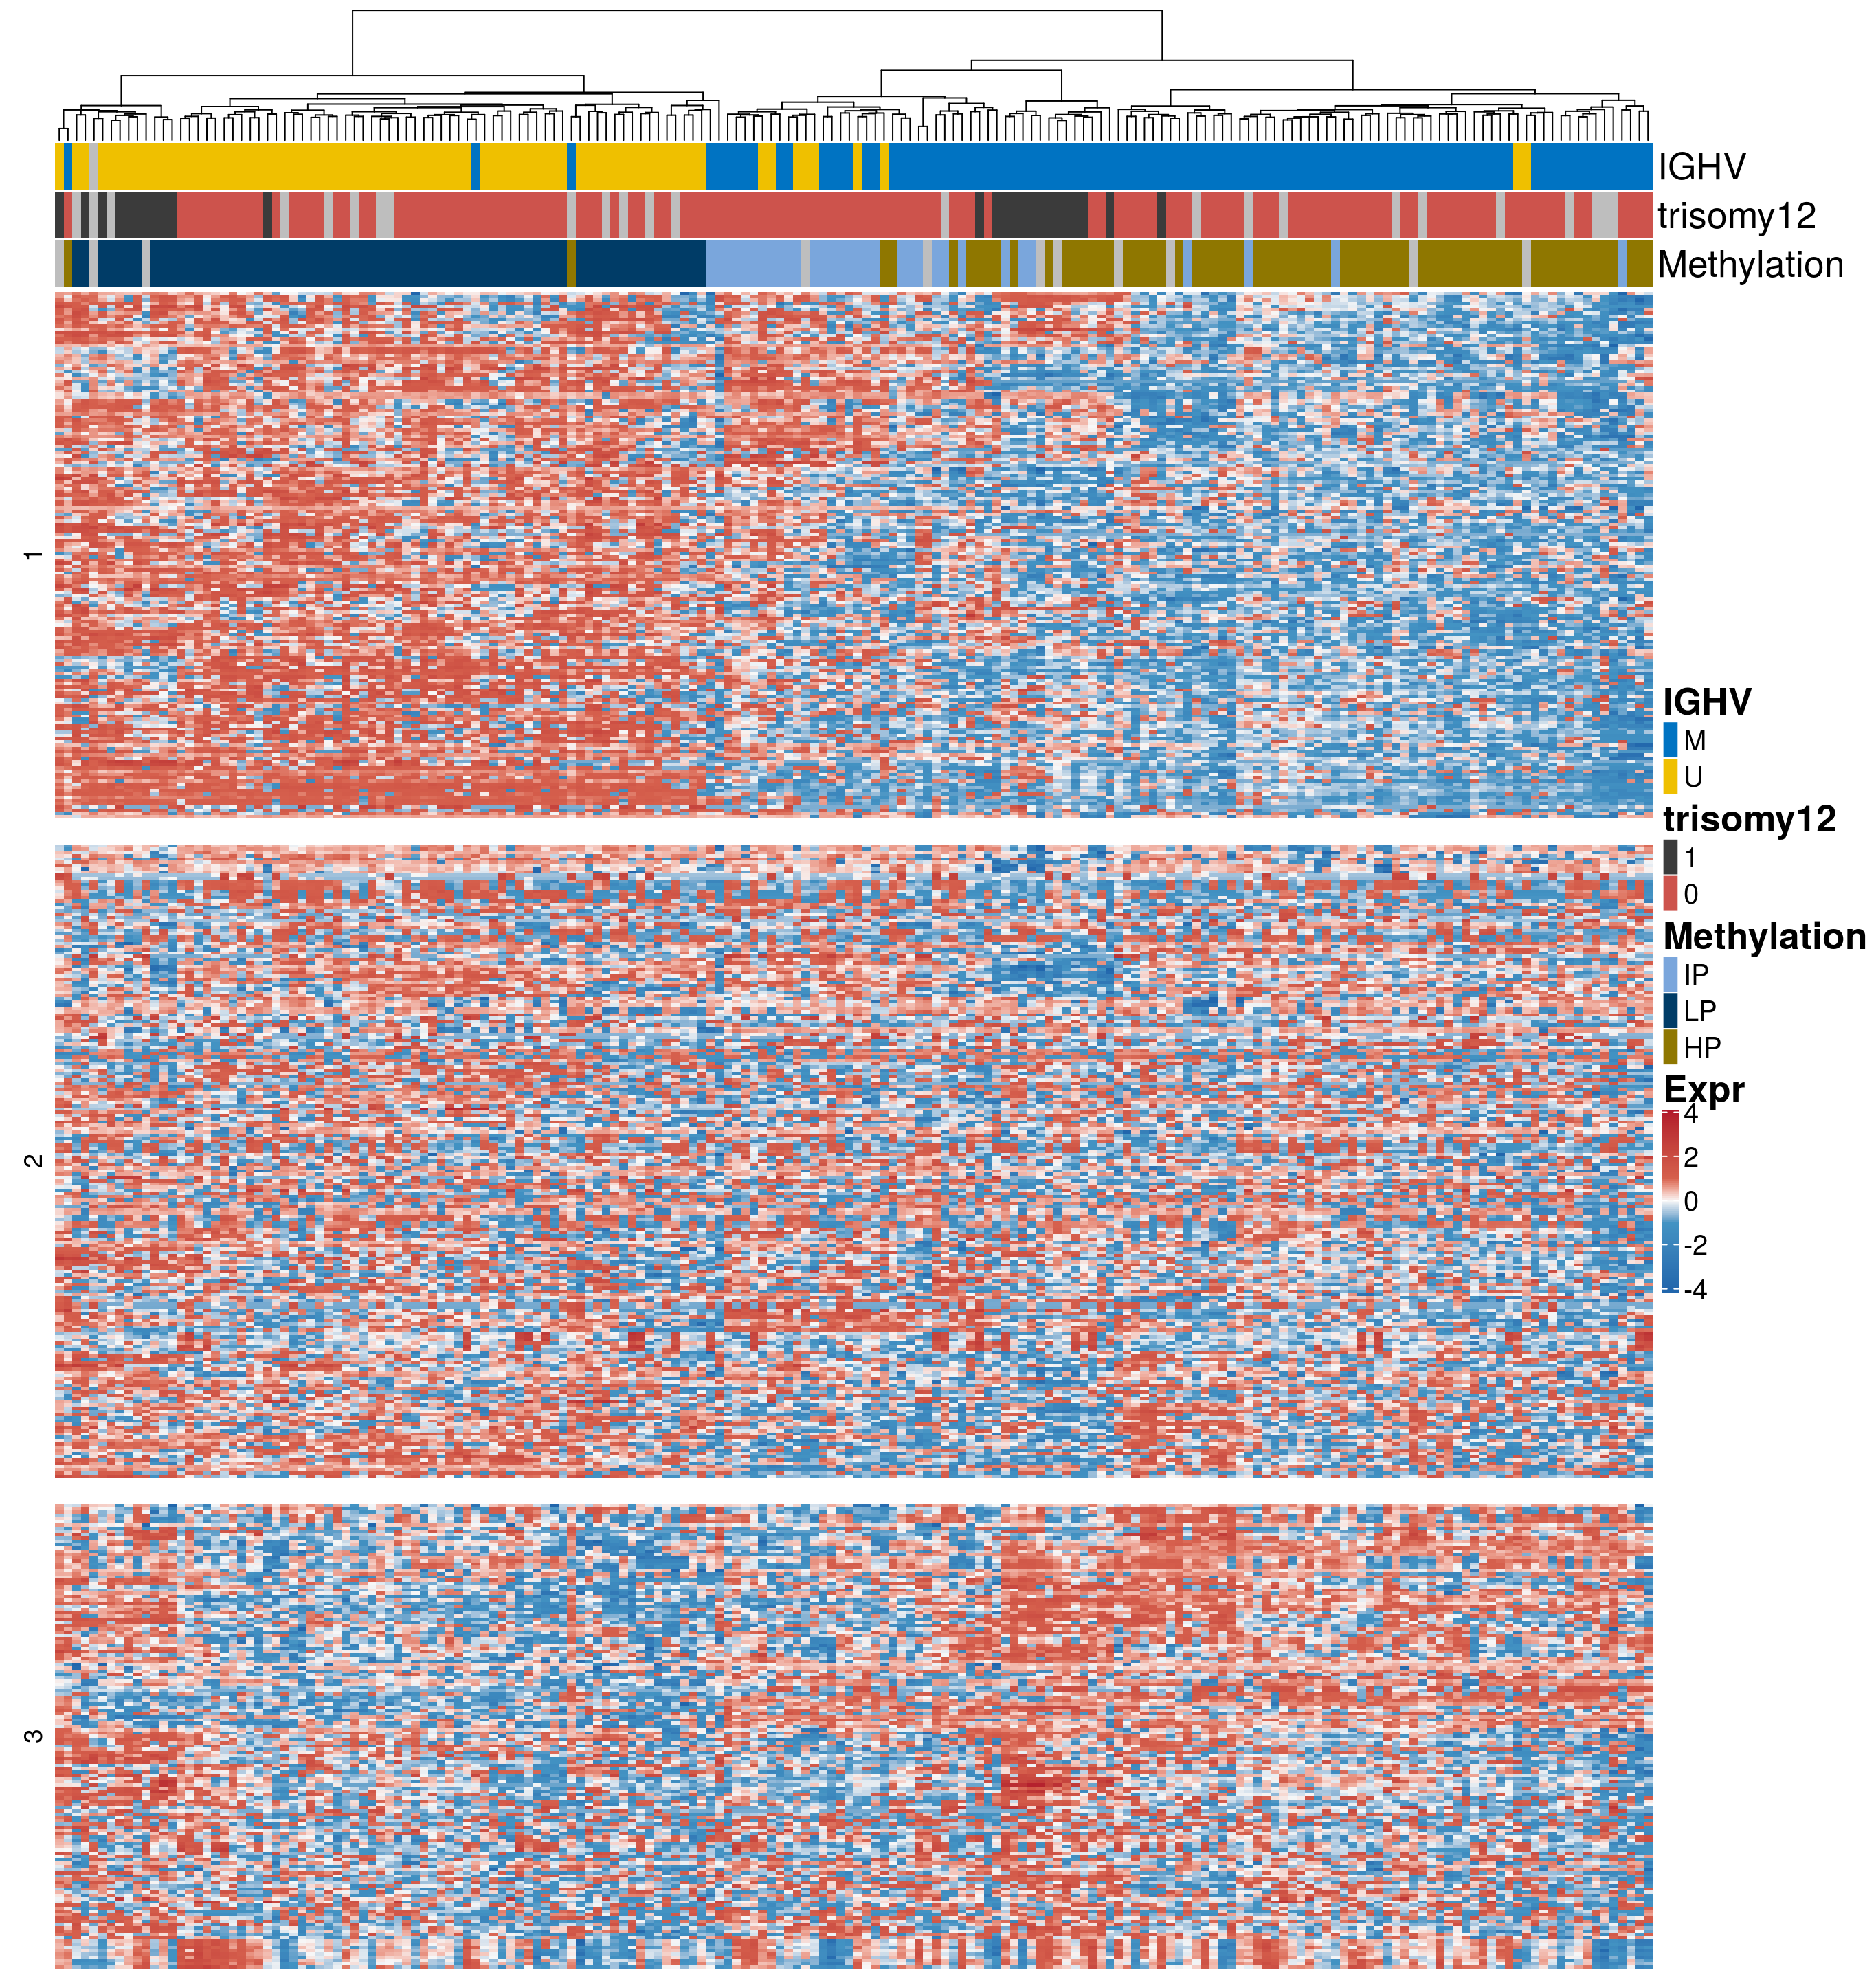 IGHV
trisomy12
Methylation
1
2
3
IGHV
M
U
trisomy12
1
0
Methylation
IP
LP
HP
Expr
4
2
0
-2
-4